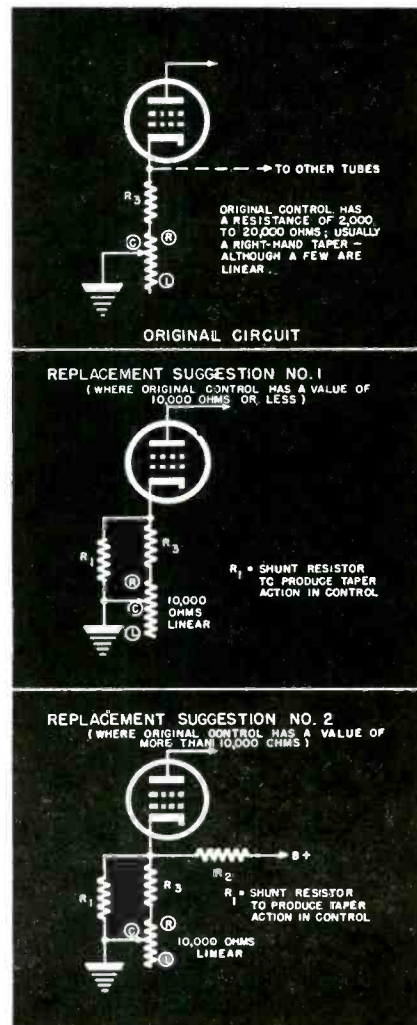 TO OTHER TUBES
R3
ORIGINAL CONTROL HAS
A RESISTANCE OF 2,000
TO 20,000 OHMS; USUALLY
A RIGHT-HAND TAPER –
ALTHOUGH A FEW ARE
LINEAR.
C
R
L
ORIGINAL CIRCUIT
REPLACEMENT SUGGESTION NO. 1
(WHERE ORIGINAL CONTROL HAS A VALUE OF
10,000 OHMS OR LESS)
R1
R3
R
C
L
10,000
OHMS
LINEAR
R1 = SHUNT RESISTOR
TO PRODUCE TAPER
ACTION IN CONTROL
REPLACEMENT SUGGESTION NO. 2
(WHERE ORIGINAL CONTROL HAS A VALUE OF
MORE THAN 10,000 OHMS)
B+
R2
R1
R3
R1 = SHUNT RESISTOR
TO PRODUCE TAPER
ACTION IN CONTROL
C
R
L
10,000 OHMS
LINEAR